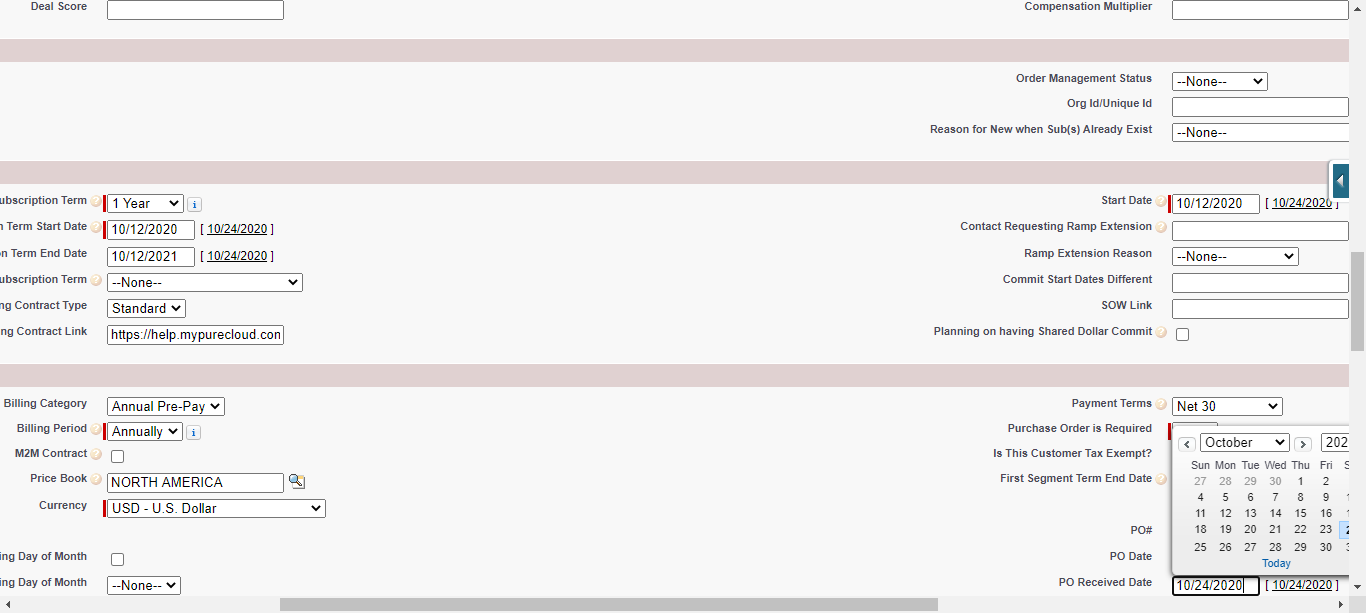 Deal Score
Compensation Multiplier
Order Management Status --None--
Org Id/Unique Id
Reason for New when Sub(s) Already Exist --None--
ubscription Term 1 Year i
Start Date 10/12/2020 [ 10/24/2020 ]
n Term Start Date 10/12/2020 [ 10/24/2020 ]
Contact Requesting Ramp Extension
on Term End Date 10/12/2021 [ 10/24/2020 ]
Ramp Extension Reason --None--
ubscription Term --None--
Commit Start Dates Different
ng Contract Type Standard
SOW Link
ng Contract Link https://help.mypurecloud.con
Planning on having Shared Dollar Commit
Billing Category Annual Pre-Pay
Payment Terms Net 30
Billing Period Annually i
Purchase Order is Required
M2M Contract
Is This Customer Tax Exempt?
Price Book NORTH AMERICA
First Segment Term End Date
Currency USD - U.S. Dollar
PO#
ing Day of Month
PO Date
ing Day of Month --None--
PO Received Date 10/24/2020 [ 10/24/2020 ]
October 202
Sun Mon Tue Wed Thu Fri S
27 28 29 30 1 2
4 5 6 7 8 9 1
11 12 13 14 15 16 1
18 19 20 21 22 23 2
25 26 27 28 29 30 3
Today